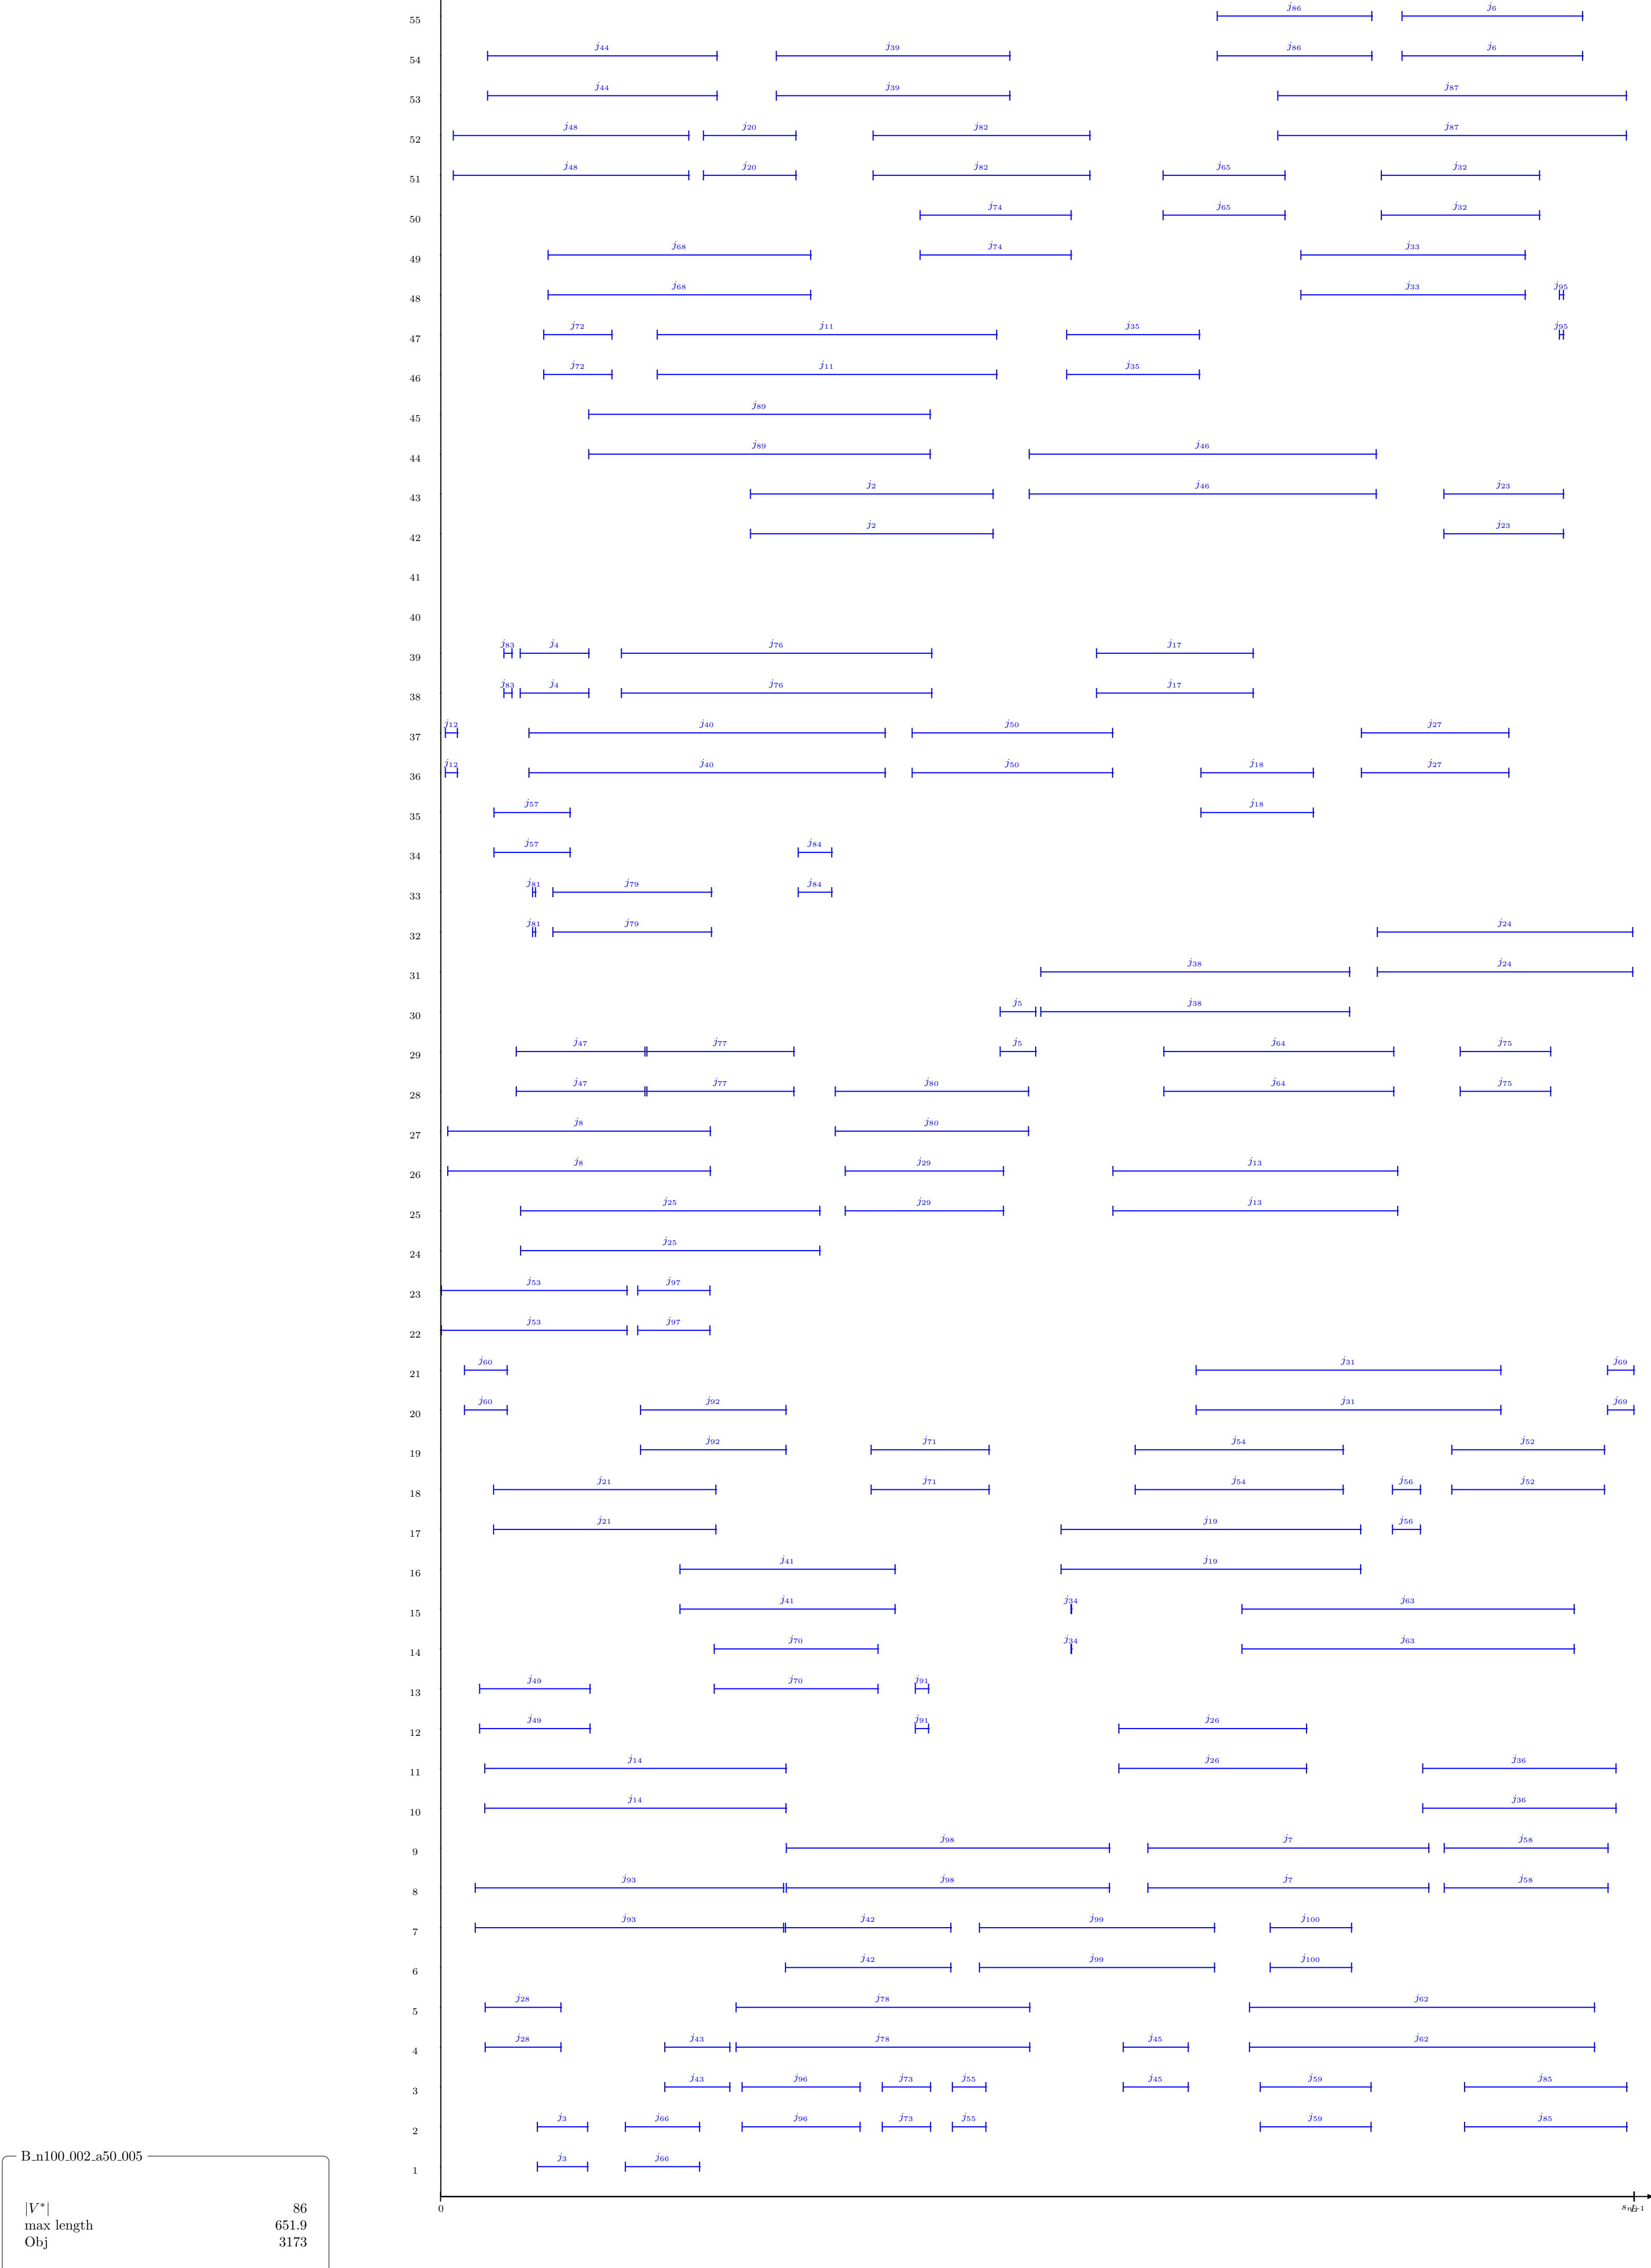 55 j86 j6
54 j44 j39 j86 j6
53 j44 j39 j87
52 j48 j20 j82 j87
51 j48 j20 j82 j65 j32
50 j74 j65 j32
49 j68 j74 j33
48 j68 j33 j95
47 j72 j11 j35 j95
46 j72 j11 j35
45 j89
44 j89 j46
43 j2 j46 j23
42 j2 j23
41
40
39 j83 j4 j76 j17
38 j83 j4 j76 j17
37 j12 j40 j50 j27
36 j12 j40 j50 j18 j27
35 j57 j18
34 j57 j84
33 j81 j79 j84
32 j81 j79 j24
31 j38 j24
30 j5 j38
29 j47 j77 j5 j64 j75
28 j47 j77 j80 j64 j75
27 j8 j80
26 j8 j29 j13
25 j25 j29 j13
24 j25
23 j53 j97
22 j53 j97
21 j60 j31 j69
20 j60 j92 j31 j69
19 j92 j71 j54 j52
18 j21 j71 j54 j56 j52
17 j21 j19 j56
16 j41 j19
15 j41 j34 j63
14 j70 j34 j63
13 j49 j70 j91
12 j49 j91 j26
11 j14 j26 j36
10 j14 j36
9 j98 j7 j58
8 j93 j98 j7 j58
7 j93 j42 j99 j100
6 j42 j99 j100
5 j28 j78 j62
4 j28 j43 j78 j45 j62
3 j43 j96 j73 j55 j45 j59 j85
2 j3 j66 j96 j73 j55 j59 j85
1 j3 j66
0
B_n100_002_a50_005
|V*| 86
max length 651.9
Obj 3173